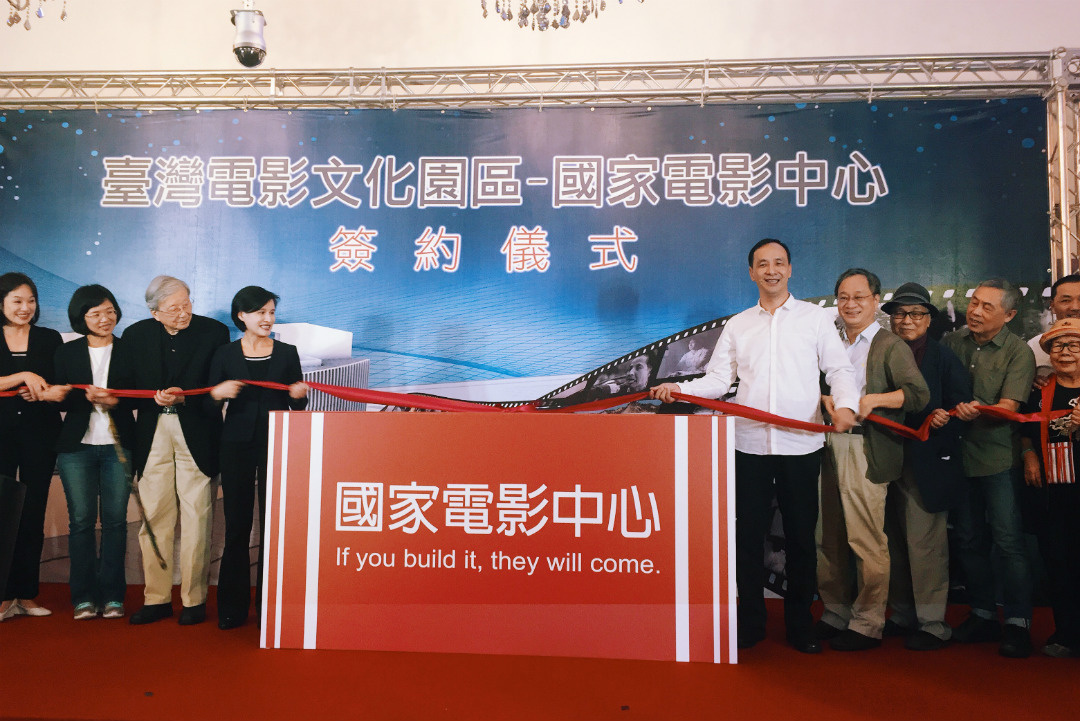 臺灣電影文化園區-國家電影中心
簽約儀式
國家電影中心
If you build it, they will come.